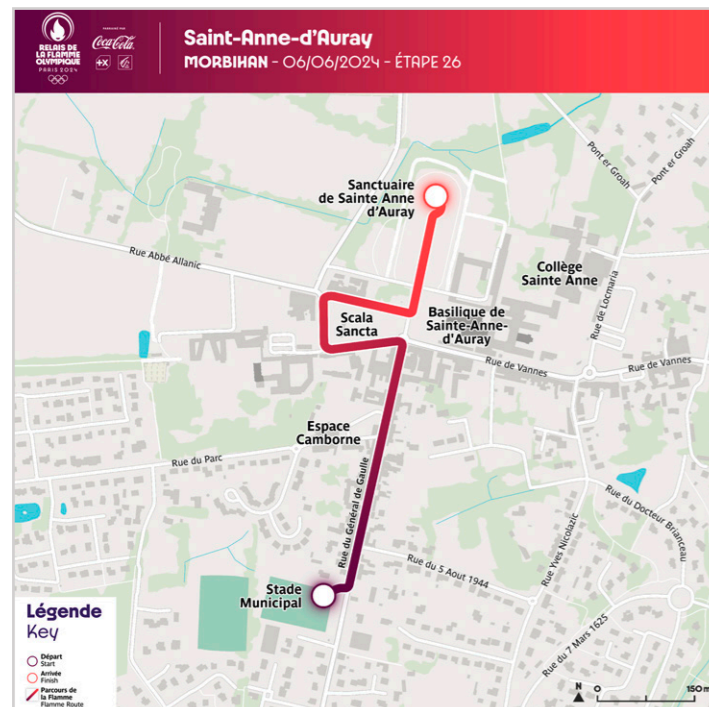 RELAIS
DE LA FLAMME
OLYMPIQUE
PARIS 2024
Coca-Cola
Saint-Anne-d'Auray
MORBIHAN - 06/06/2024 - ÉTAPE 26
Pont er Groah
Pont er Groah
Sanctuaire
de Sainte Anne
d'Auray
Rue Abbé Allanic
Collège
Sainte Anne
Rue de Locmaria
Scala
Sancta
Basilique de
Sainte-Anne-
d'Auray
Rue de Vannes
Rue de Vannes
Espace
Camborne
Rue du Parc
Rue du Général de Gaulle
Rue du Docteur Brianceau
Rue Yves Nicolazic
Rue du 5 Aout 1944
Stade
Municipal
Rue du 7 Mars 1625
Légende
Key
Départ
Start
Arrivée
Finish
Parcours de
la Flamme
Flamme Route
N
0
150 m